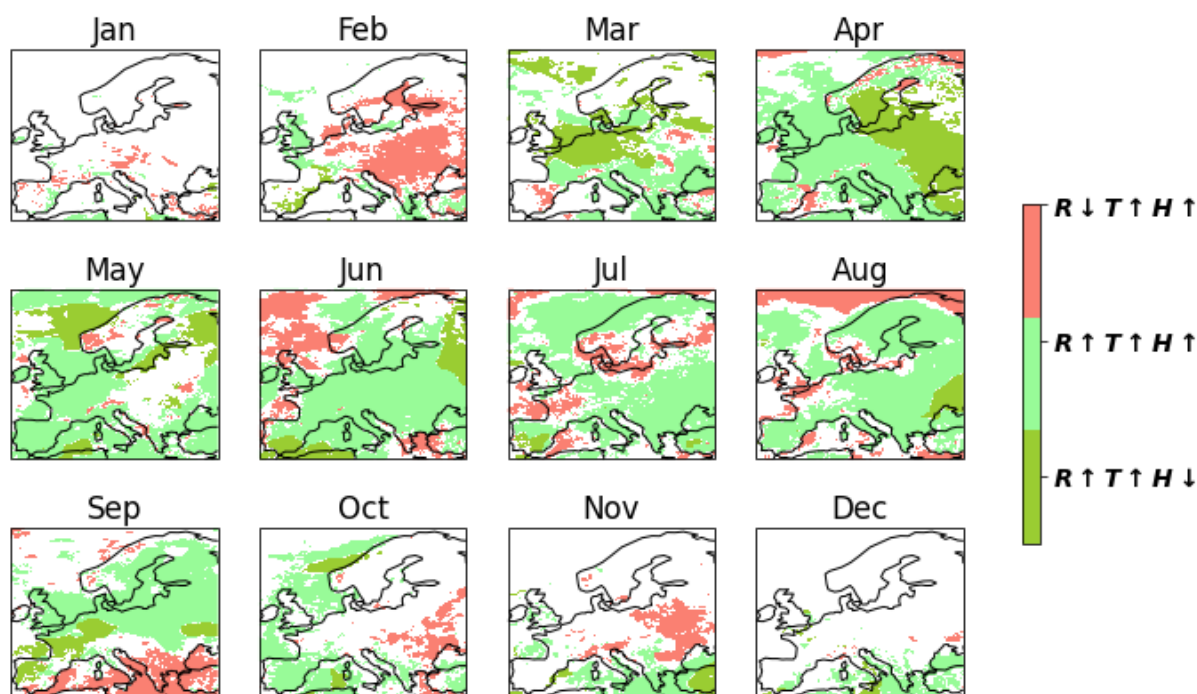 Jan Feb Mar Apr
R ↓ T ↑ H ↑
May Jun Jul Aug
R ↑ T ↑ H ↑
R ↑ T ↑ H ↓
Sep Oct Nov Dec